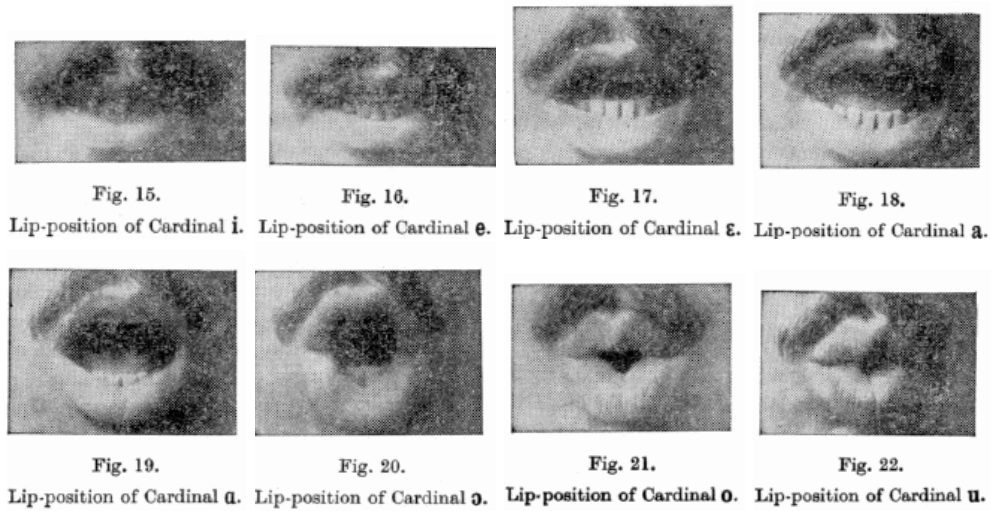 Fig. 15.
Lip-position of Cardinal i.
Fig. 16.
Lip-position of Cardinal e.
Fig. 17.
Lip-position of Cardinal ɛ.
Fig. 18.
Lip-position of Cardinal a.
Fig. 19.
Lip-position of Cardinal ɑ.
Fig. 20.
Lip-position of Cardinal ɔ.
Fig. 21.
Lip-position of Cardinal o.
Fig. 22.
Lip-position of Cardinal u.